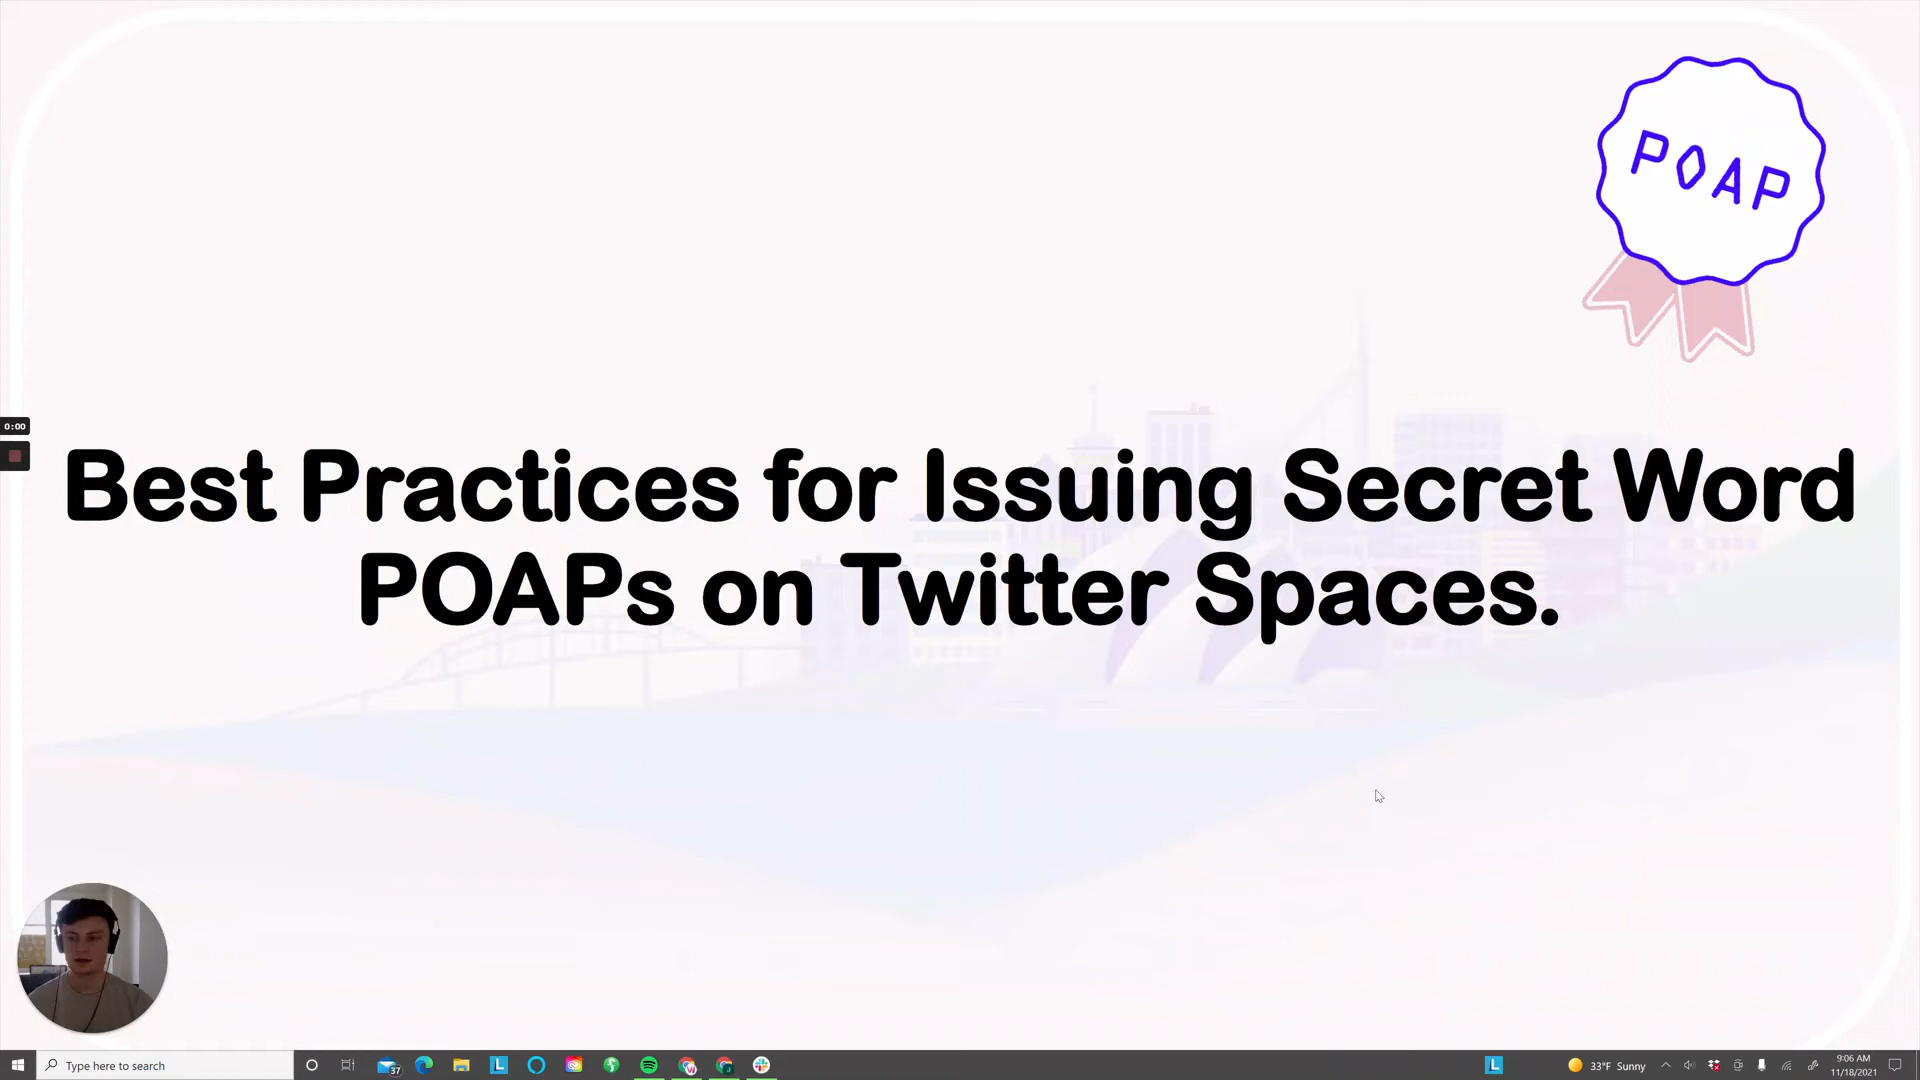 POAP
0:00
Best Practices for Issuing Secret Word
POAPs on Twitter Spaces.
Type here to search
37
L
W
L
33°F Sunny
9:06 AM
11/18/2021